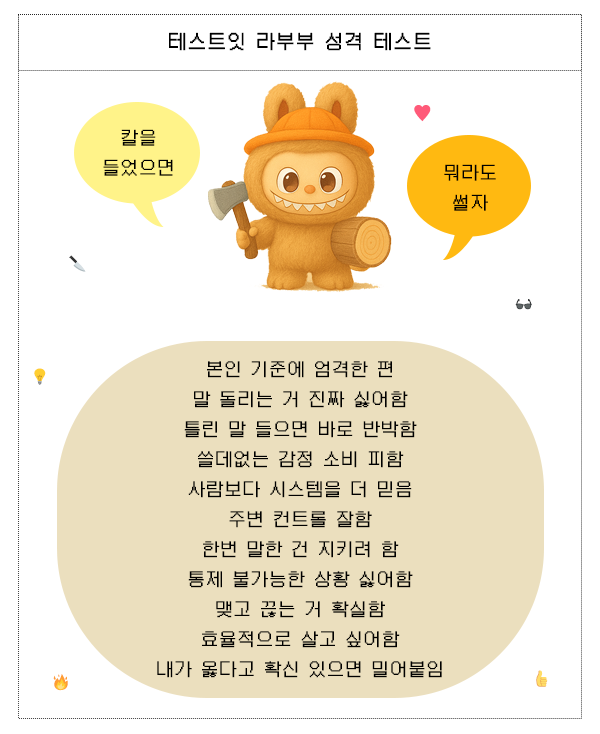 테스트잇 라부부 성격 테스트
칼을
들었으면
뭐라도
썰자
본인 기준에 엄격한 편
말 돌리는 거 진짜 싫어함
틀린 말 들으면 바로 반박함
쓸데없는 감정 소비 피함
사람보다 시스템을 더 믿음
주변 컨트롤 잘함
한번 말한 건 지키려 함
통제 불가능한 상황 싫어함
맺고 끊는 거 확실함
효율적으로 살고 싶어함
내가 옳다고 확신 있으면 밀어붙임